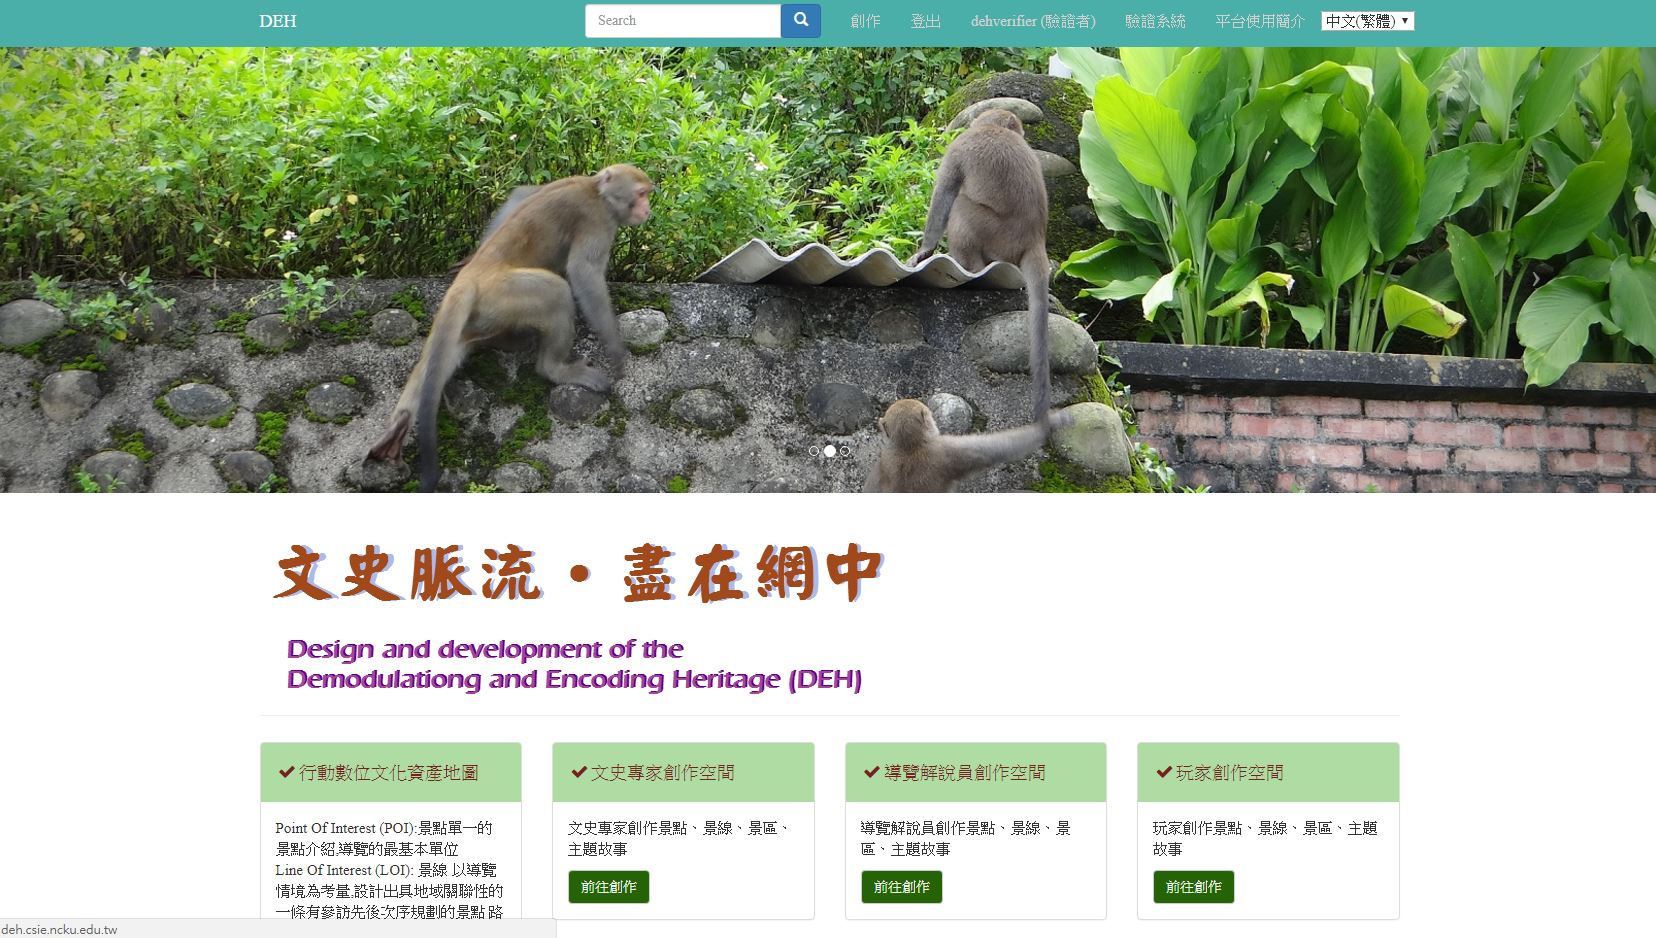 DEH
Search
創作
登出
dehverifier (驗證者)
驗證系統
平台使用簡介
中文(繁體)
文史脈流・盡在網中
Design and development of the
Demodulationg and Encoding Heritage (DEH)
行動數位文化資產地圖
Point Of Interest (POI):景點單一的
景點介紹,導覽的最基本單位
Line Of Interest (LOI): 景線 以導覽
情境為考量,設計出具地域關聯性的
一條有參訪先後次序規劃的景點 路
文史專家創作空間
文史專家創作景點、景線、景區、
主題故事
前往創作
導覽解說員創作空間
導覽解說員創作景點、景線、景
區、主題故事
前往創作
玩家創作空間
玩家創作景點、景線、景區、主題
故事
前往創作
deh.csie.ncku.edu.tw